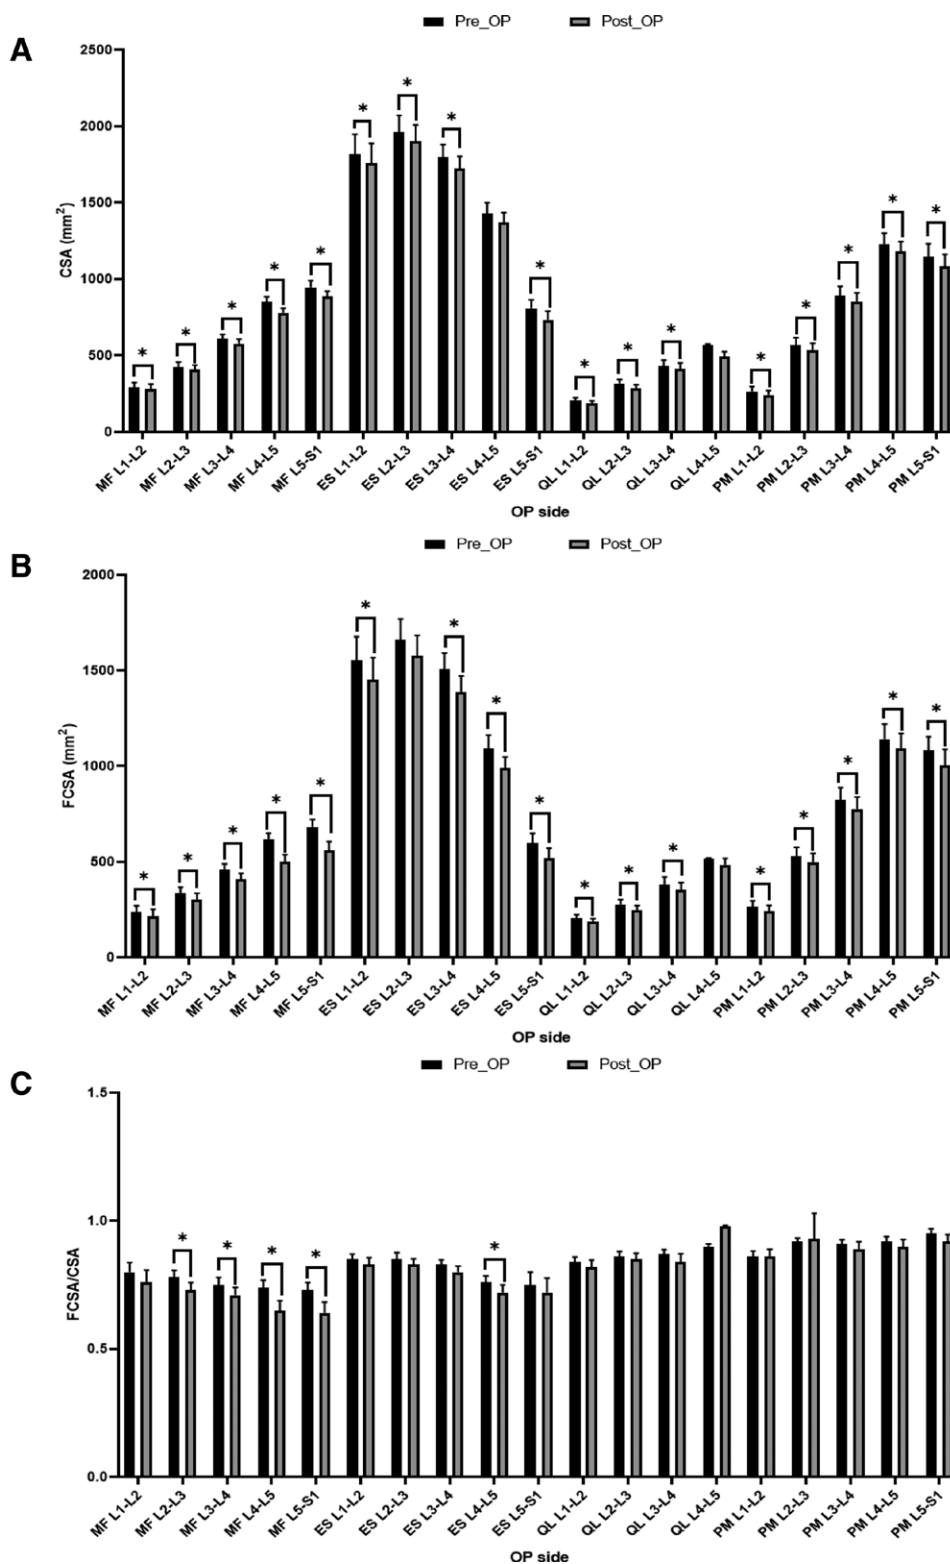 A
Pre_OP Post_OP
CSA (mm²)
2500
2000
1500
1000
500
0
* * * * * * * * * * * * * * * * *
MF L1-L2 MF L2-L3 MF L3-L4 MF L4-L5 MF L5-S1 ES L1-L2 ES L2-L3 ES L3-L4 ES L4-L5 ES L5-S1 QL L1-L2 QL L2-L3 QL L3-L4 QL L4-L5 PM L1-L2 PM L2-L3 PM L3-L4 PM L4-L5 PM L5-S1
OP side
B
Pre_OP Post_OP
FCSA (mm²)
2000
1500
1000
500
0
* * * * * * * * * * * * * * * * *
MF L1-L2 MF L2-L3 MF L3-L4 MF L4-L5 MF L5-S1 ES L1-L2 ES L2-L3 ES L3-L4 ES L4-L5 ES L5-S1 QL L1-L2 QL L2-L3 QL L3-L4 QL L4-L5 PM L1-L2 PM L2-L3 PM L3-L4 PM L4-L5 PM L5-S1
OP side
C
Pre_OP Post_OP
FCSA/CSA
1.5
1.0
0.5
0.0
* * * * *
MF L1-L2 MF L2-L3 MF L3-L4 MF L4-L5 MF L5-S1 ES L1-L2 ES L2-L3 ES L3-L4 ES L4-L5 ES L5-S1 QL L1-L2 QL L2-L3 QL L3-L4 QL L4-L5 PM L1-L2 PM L2-L3 PM L3-L4 PM L4-L5 PM L5-S1
OP side